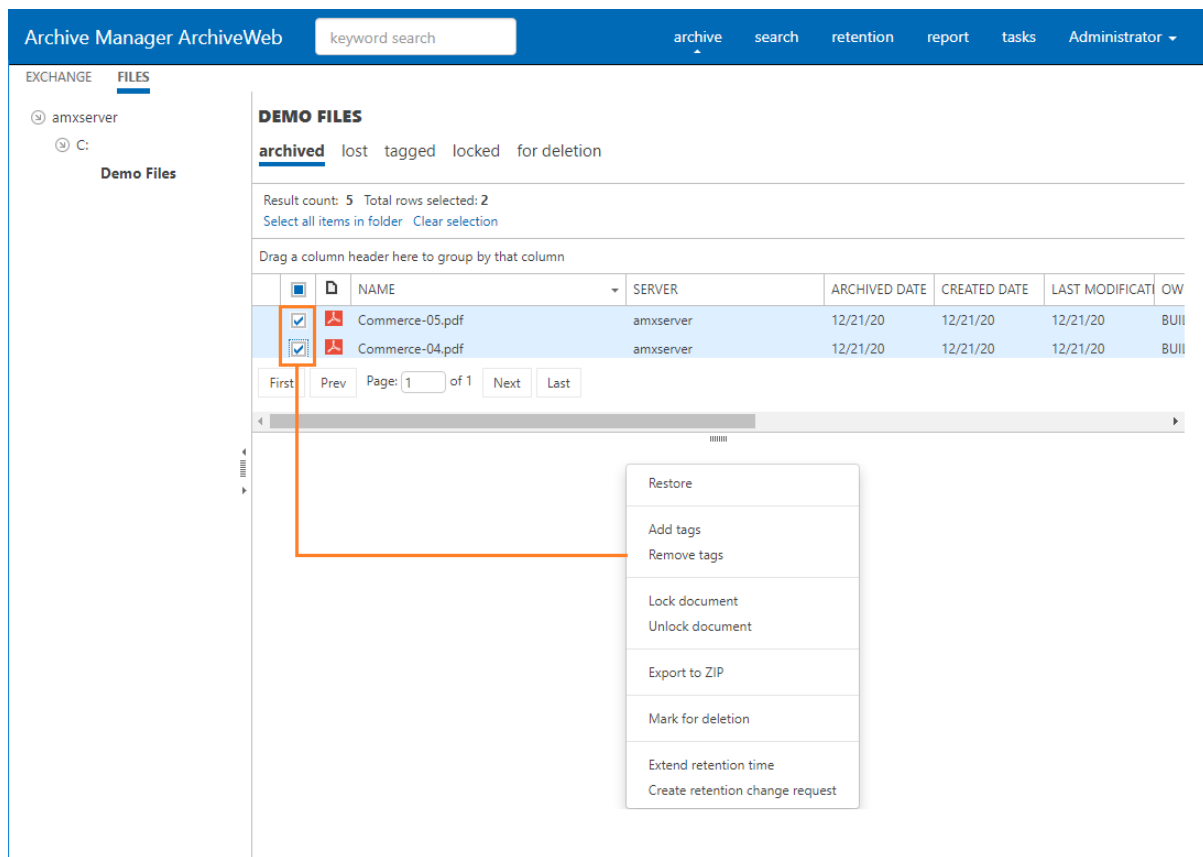 Archive Manager ArchiveWeb keyword search archive search retention report tasks Administrator
EXCHANGE FILES
amxserver
C:
Demo Files
DEMO FILES
archived lost tagged locked for deletion
Result count: 5 Total rows selected: 2
Select all items in folder Clear selection
Drag a column header here to group by that column
NAME SERVER ARCHIVED DATE CREATED DATE LAST MODIFICATI OW
Commerce-05.pdf amxserver 12/21/20 12/21/20 12/21/20 BUIL
Commerce-04.pdf amxserver 12/21/20 12/21/20 12/21/20 BUIL
First Prev Page: 1 of 1 Next Last
Restore
Add tags
Remove tags
Lock document
Unlock document
Export to ZIP
Mark for deletion
Extend retention time
Create retention change request